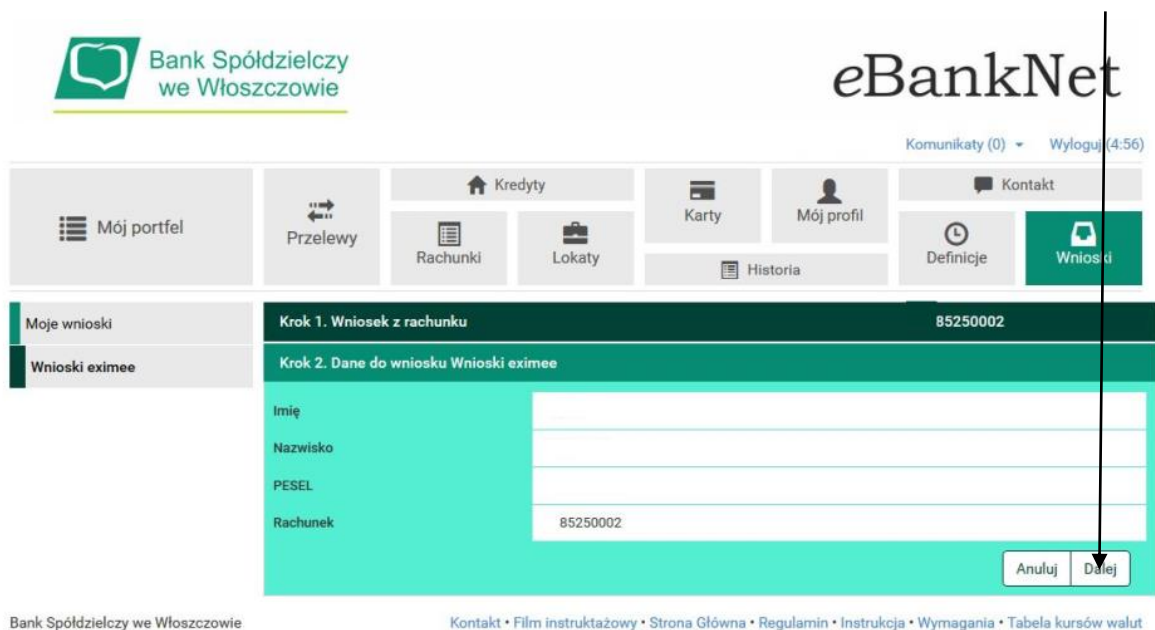 Bank Spółdzielczy
we Włoszczowie
eBankNet
Komunikaty (0) Wyloguj (4:56)
Mój portfel
Przelewy
Kredyty
Rachunki
Lokaty
Karty
Mój profil
Historia
Kontakt
Definicje
Wnioski
Moje wnioski
Wnioski eximee
Krok 1. Wniosek z rachunku 85250002
Krok 2. Dane do wniosku Wnioski eximee
Imię
Nazwisko
PESEL
Rachunek 85250002
Anuluj Dalej
Bank Spółdzielczy we Włoszczowie Kontakt • Film instruktażowy • Strona Główna • Regulamin • Instrukcja • Wymagania • Tabela kursów walut